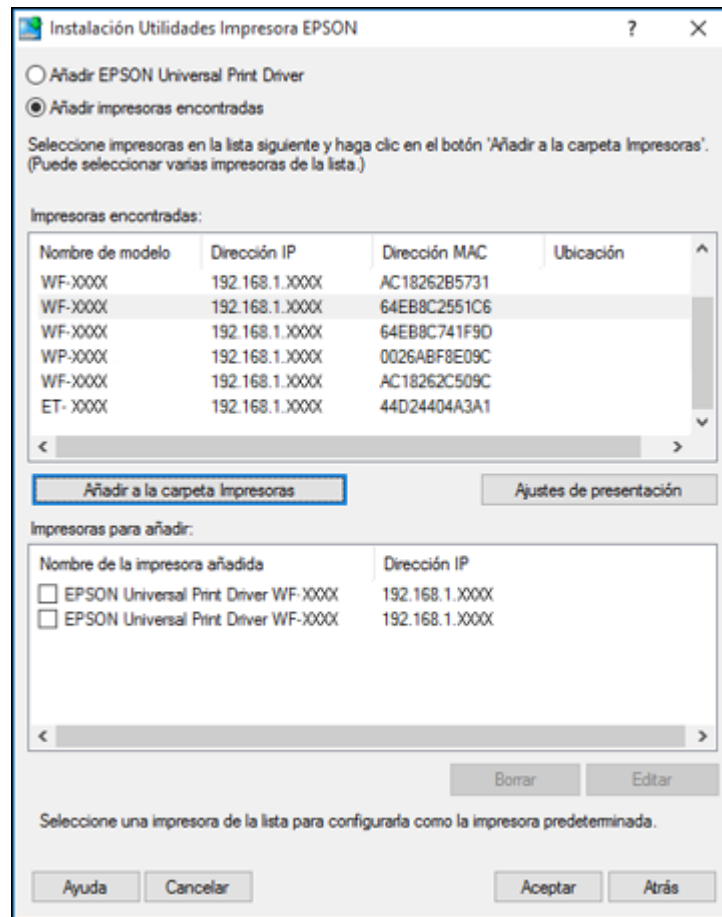 Instalación Utilidades Impresora EPSON ?
Añadir EPSON Universal Print Driver
Añadir impresoras encontradas
Seleccione impresoras en la lista siguiente y haga clic en el botón 'Añadir a la carpeta Impresoras'.
(Puede seleccionar varias impresoras de la lista.)
Impresoras encontradas:
Nombre de modelo Dirección IP Dirección MAC Ubicación
WF-XXXX 192.168.1.XXXX AC18262B5731
WF-XXXX 192.168.1.XXXX 64EB8C2551C6
WF-XXXX 192.168.1.XXXX 64EB8C741F9D
WP-XXXX 192.168.1.XXXX 0026ABF8E09C
WF-XXXX 192.168.1.XXXX AC18262C509C
ET- XXXX 192.168.1.XXXX 44D24404A3A1
Añadir a la carpeta Impresoras Ajustes de presentación
Impresoras para añadir:
Nombre de la impresora añadida Dirección IP
EPSON Universal Print Driver WF-XXXX 192.168.1.XXXX
EPSON Universal Print Driver WF-XXXX 192.168.1.XXXX
Borrar Editar
Seleccione una impresora de la lista para configurarla como la impresora predeterminada.
Ayuda Cancelar Aceptar Atrás